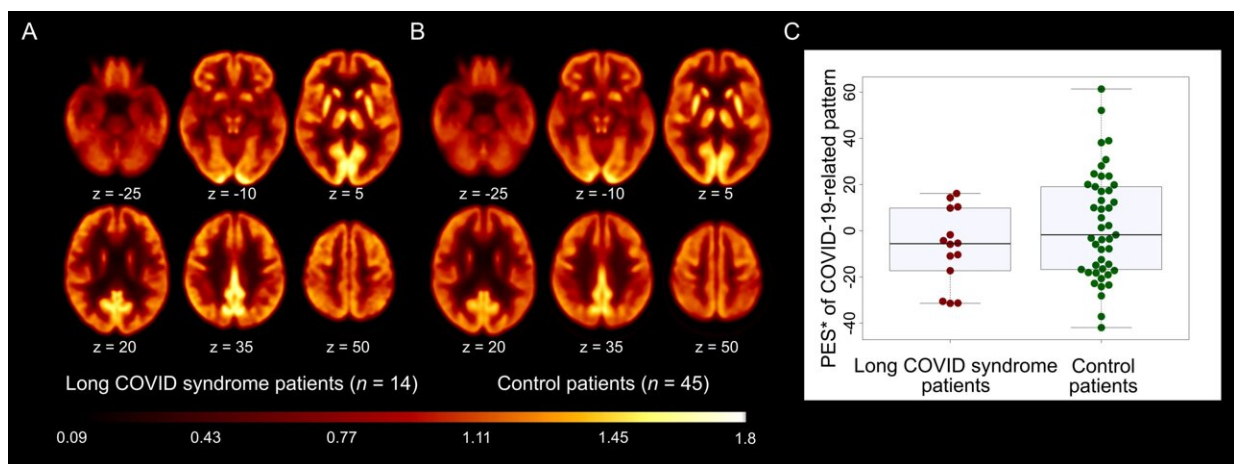 A
B
C
z = -25
z = -10
z = 5
z = -25
z = -10
z = 5
z = 20
z = 35
z = 50
z = 20
z = 35
z = 50
Long COVID syndrome patients (n = 14)
Control patients (n = 45)
0.09
0.43
0.77
1.11
1.45
1.8
PES* of COVID-19-related pattern
60
40
20
0
-20
-40
Long COVID syndrome
patients
Control
patients